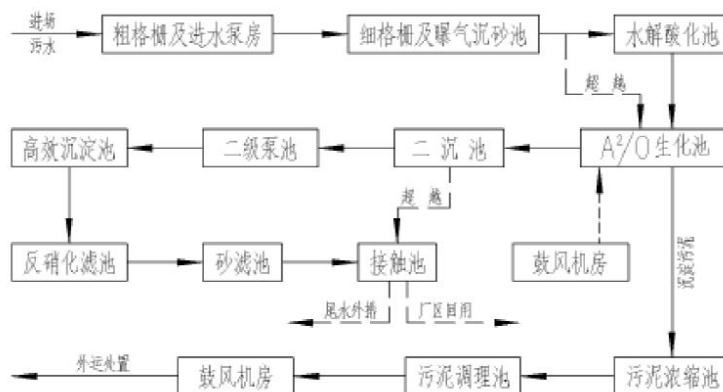 进场
污水
粗格栅及进水泵房
细格栅及曝气沉砂池
水解酸化池
超越
高效沉淀池
二级泵池
二沉池
A²/O生化池
超越
反硝化滤池
砂滤池
接触池
鼓风机房
沉淀污泥
尾水外排
厂区回用
外运处置
鼓风机房
污泥调理池
污泥浓缩池